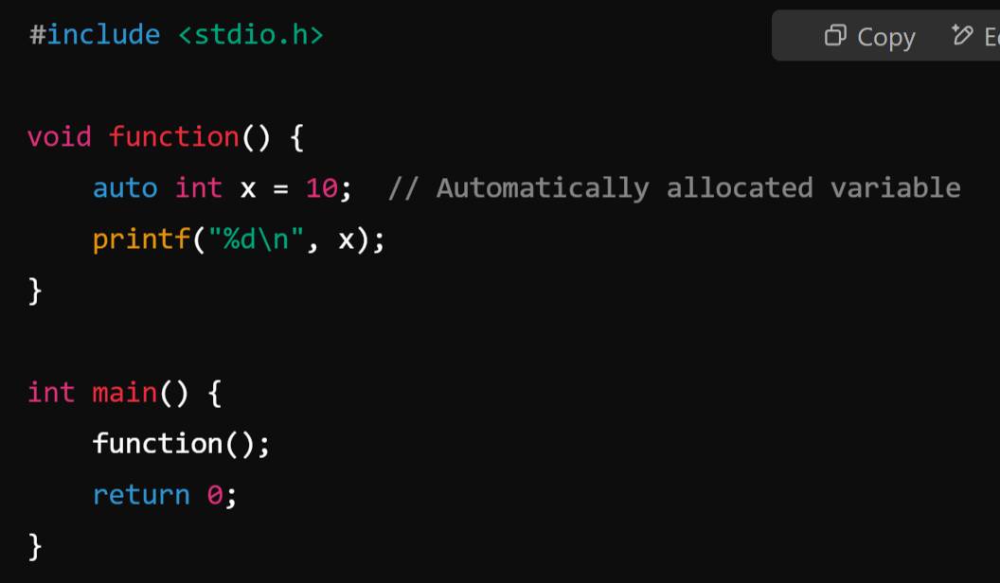 #include <stdio.h>
Copy
void function() {
    auto int x = 10;  // Automatically allocated variable
    printf("%d\n", x);
}
int main() {
    function();
    return 0;
}